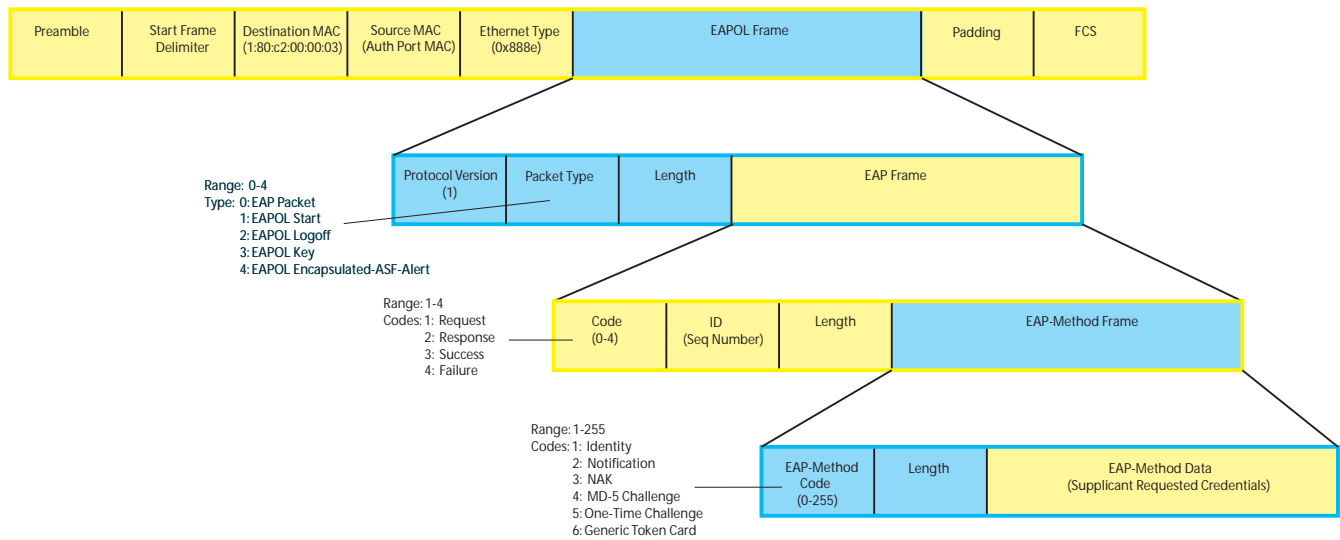 Preamble
Start Frame
Delimiter
Destination MAC
(1:80:c2:00:00:03)
Source MAC
(Auth Port MAC)
Ethernet Type
(0x888e)
EAPOL Frame
Padding
FCS
Protocol Version
(1)
Packet Type
Length
EAP Frame
Range: 0-4
Type: 0: EAP Packet
1: EAPOL Start
2: EAPOL Logoff
3: EAPOL Key
4: EAPOL Encapsulated-ASF-Alert
Code
(0-4)
ID
(Seq Number)
Length
EAP-Method Frame
Range: 1-4
Codes: 1: Request
2: Response
3: Success
4: Failure
EAP-Method
Code
(0-255)
Length
EAP-Method Data
(Supplicant Requested Credentials)
Range: 1-255
Codes: 1: Identity
2: Notification
3: NAK
4: MD-5 Challenge
5: One-Time Challenge
6: Generic Token Card